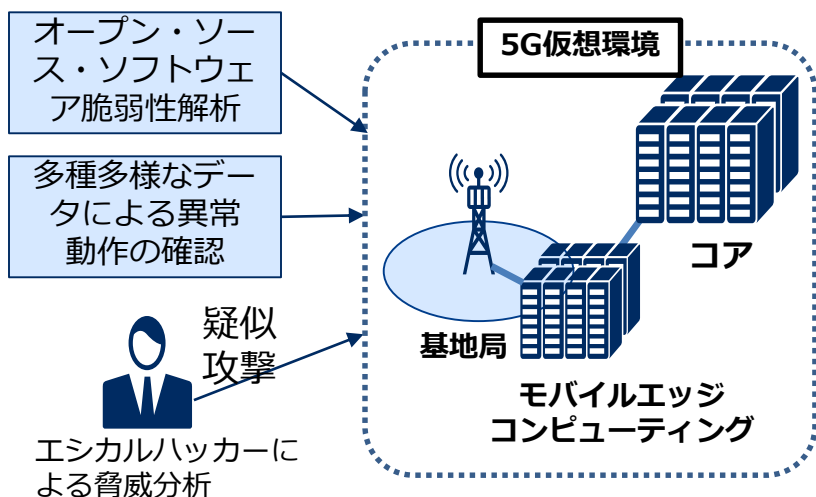 オープン・ソー
ス・ソフトウェ
ア脆弱性解析
多種多様なデー
タによる異常
動作の確認
疑似
攻撃
エシカルハッカーに
よる脅威分析
5G仮想環境
コア
基地局
モバイルエッジ
コンピューティング